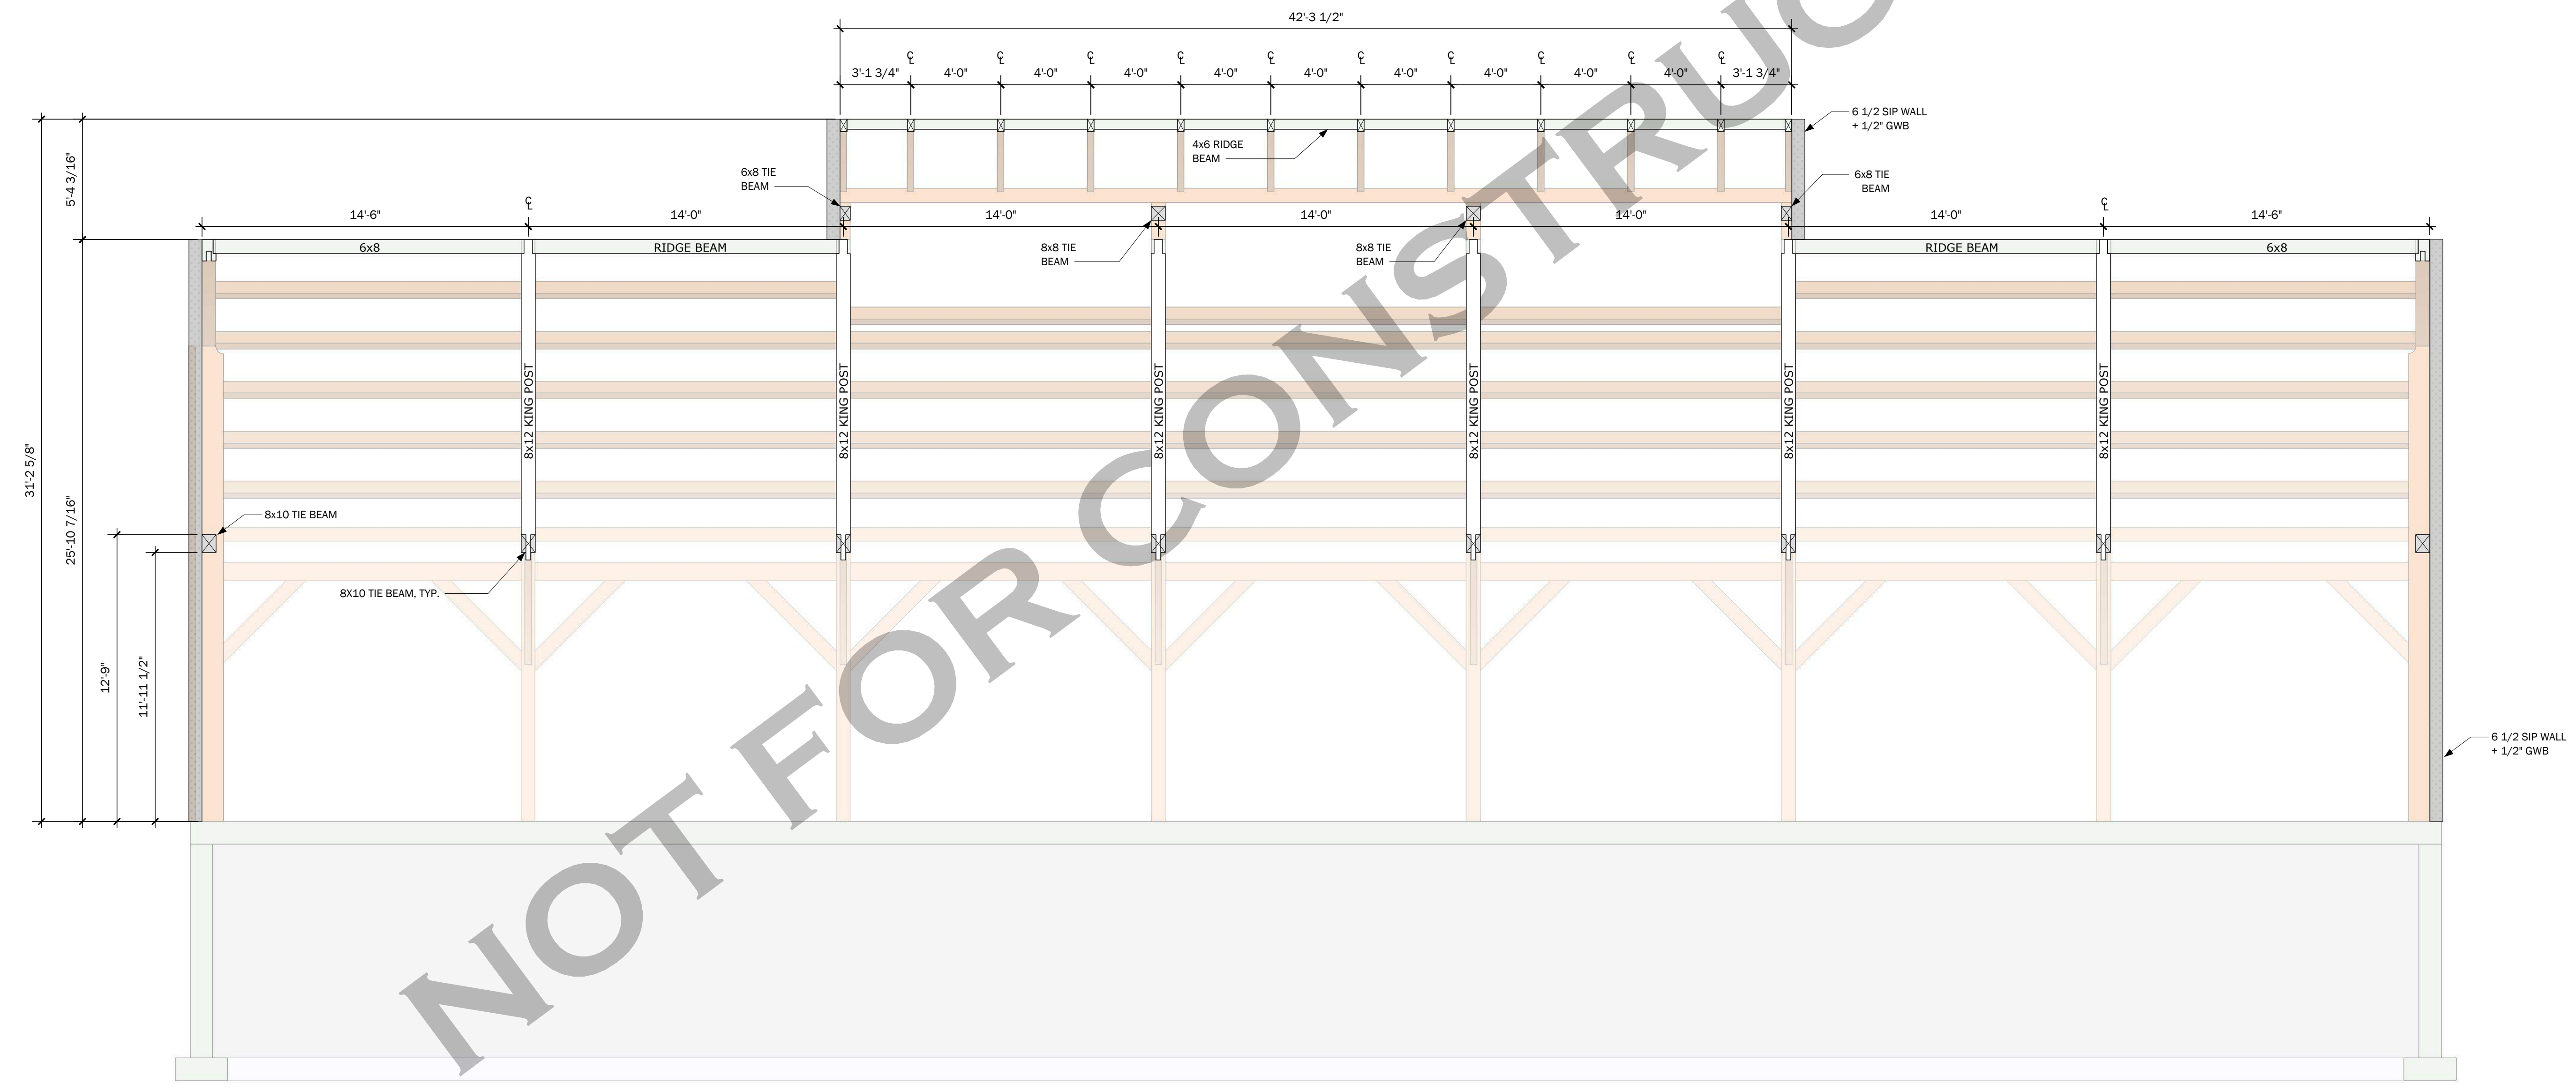 42'-3 1/2"
℄ ℄ ℄ ℄ ℄ ℄ ℄ ℄ ℄ ℄
3'-1 3/4" 4'-0" 4'-0" 4'-0" 4'-0" 4'-0" 4'-0" 4'-0" 4'-0" 4'-0" 3'-1 3/4"
6 1/2 SIP WALL
+ 1/2" GWB
4x6 RIDGE
BEAM
6x8 TIE
BEAM
6x8 TIE
BEAM
5'-4 3/16"
℄ ℄
14'-6" 14'-0" 14'-0" 14'-0" 14'-0" 14'-0" 14'-6"
6x8 RIDGE BEAM
8x8 TIE
BEAM
8x8 TIE
BEAM
RIDGE BEAM 6x8
8x12 KING POST
8x12 KING POST
8x12 KING POST
8x12 KING POST
8x12 KING POST
8x12 KING POST
31'-2 5/8"
25'-10 7/16"
8x10 TIE BEAM
8X10 TIE BEAM, TYP.
12'-9"
11'-11 1/2"
6 1/2 SIP WALL
+ 1/2" GWB
NOT FOR CONSTRUC